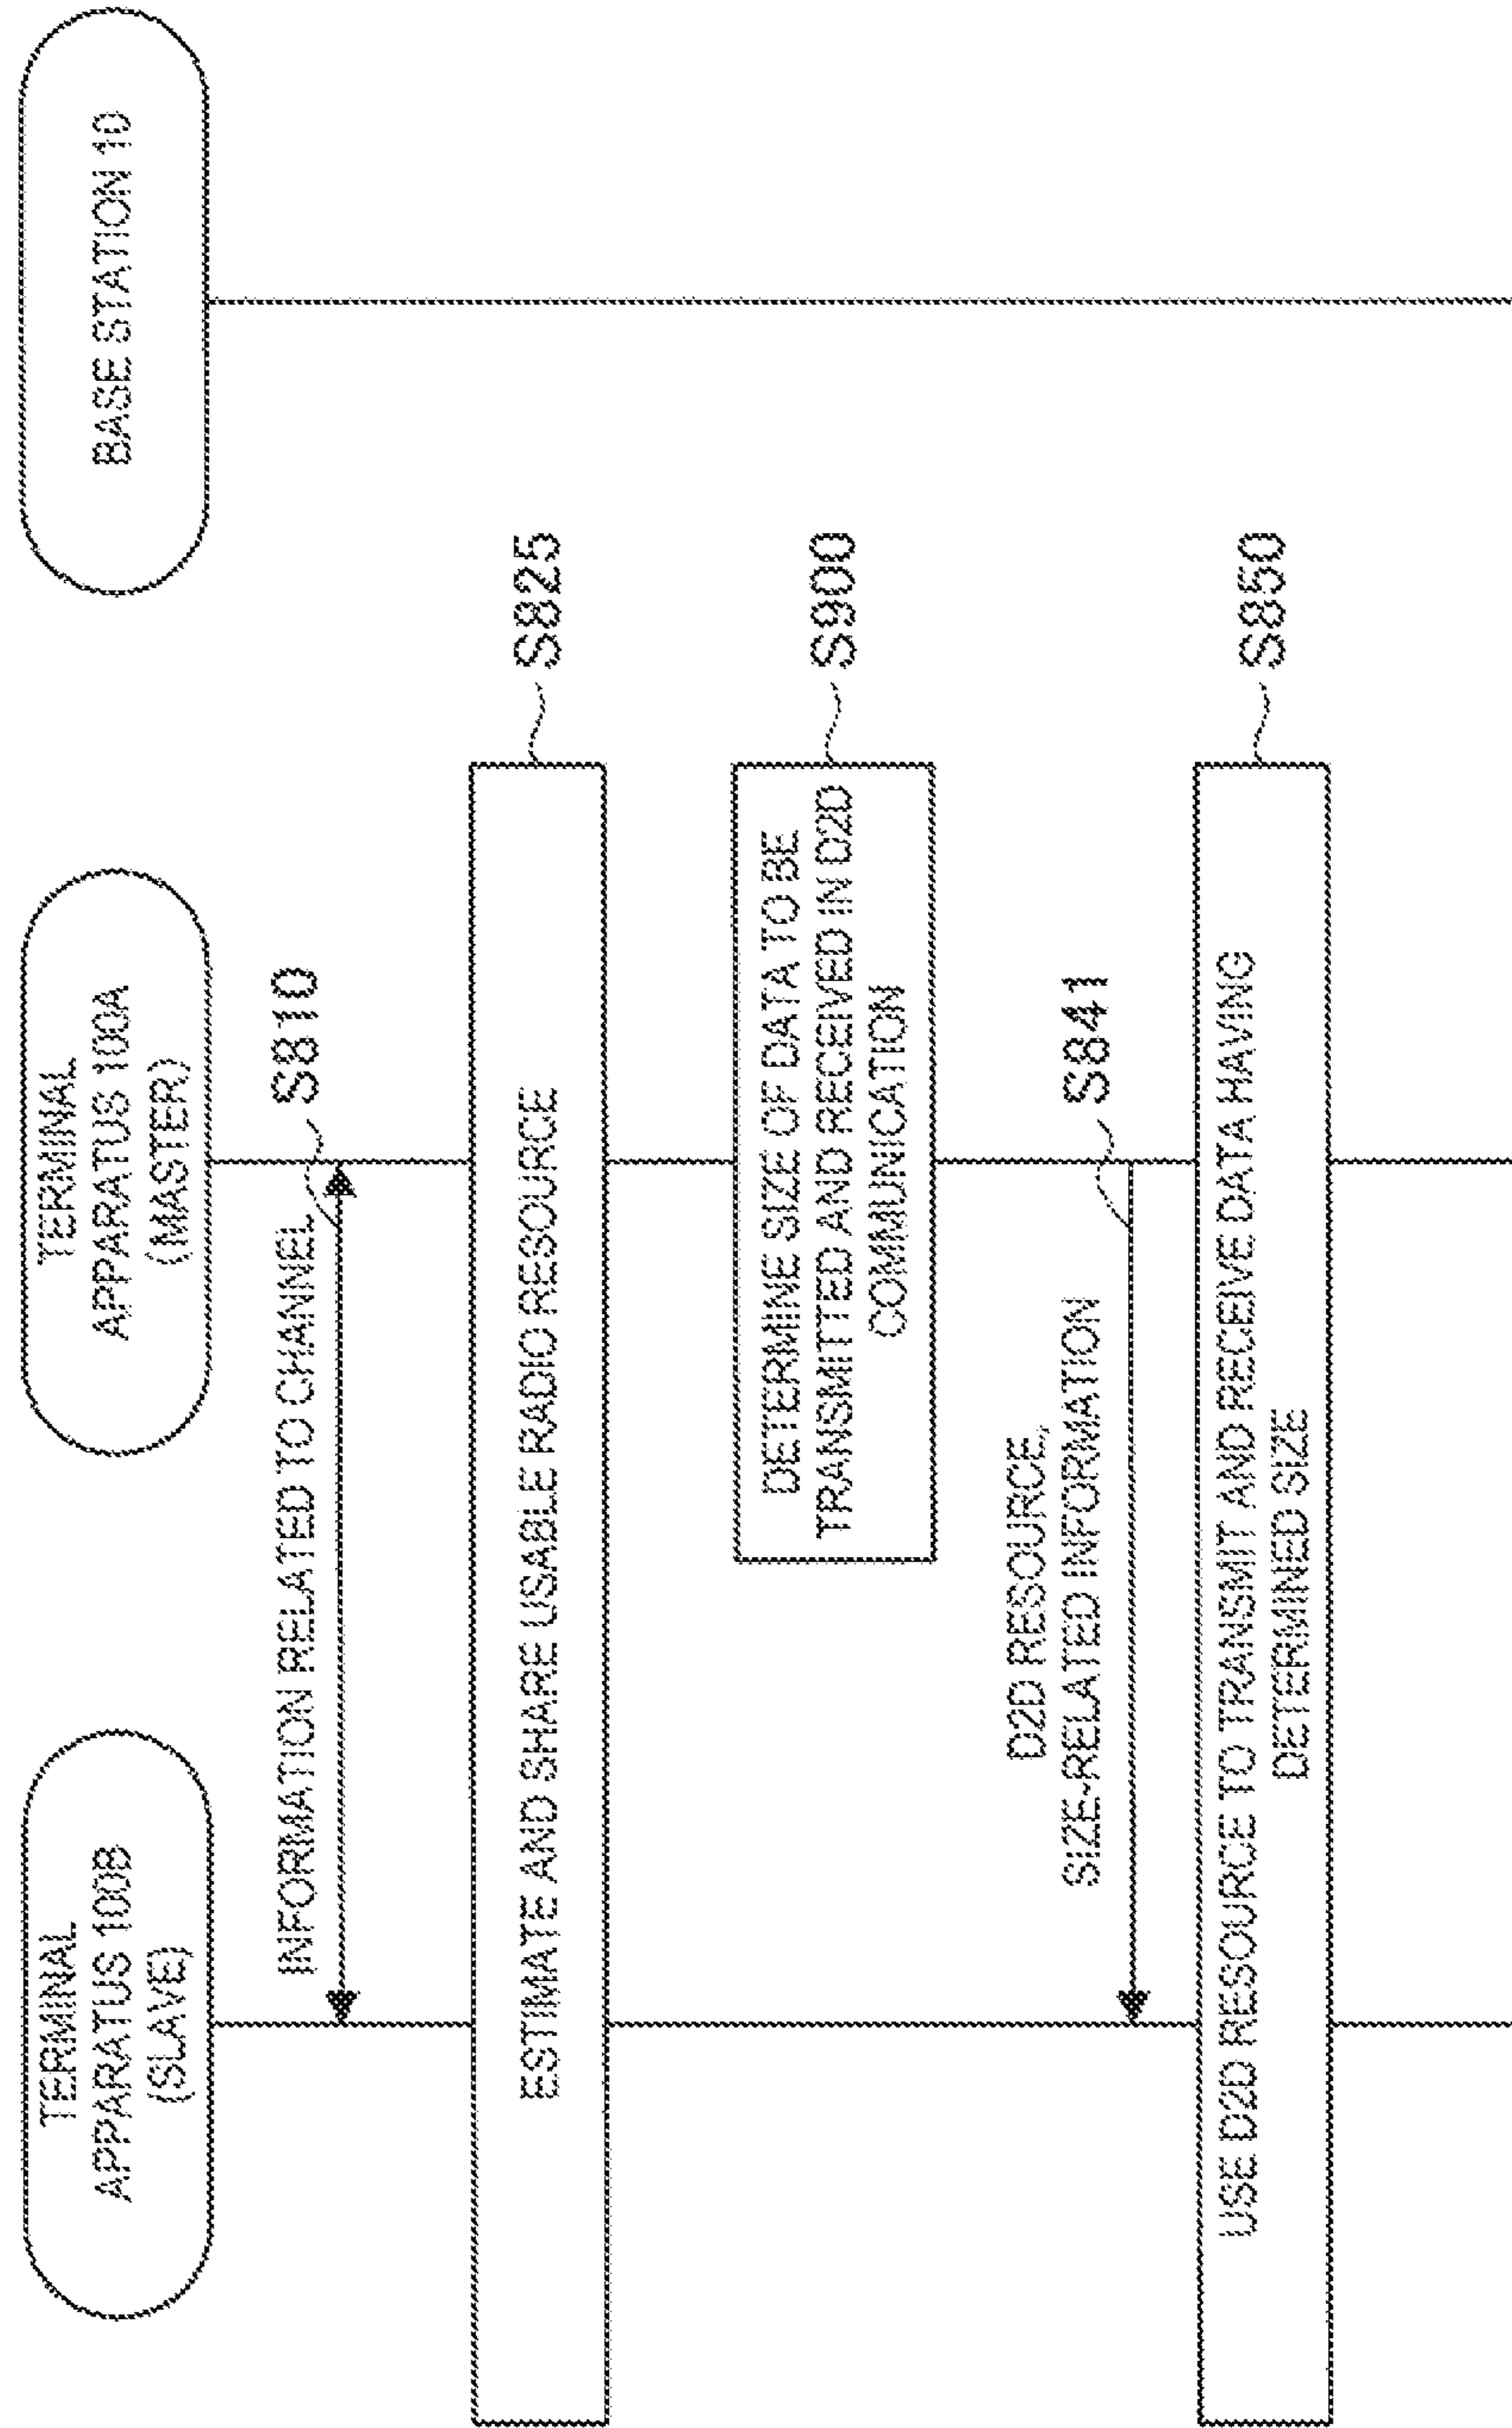 TERMINAL
APPARATUS 100B
(SLAVE)
TERMINAL
APPARATUS 100A
(MASTER)
BASE STATION 10
INFORMATION RELATED TO CHANNEL
S810
ESTIMATE AND SHARE USABLE RADIO RESOURCE
S825
DETERMINE SIZE OF DATA TO BE
TRANSMITTED AND RECEIVED IN D2D
COMMUNICATION
S900
D2D RESOURCE,
SIZE-RELATED INFORMATION
S841
USE D2D RESOURCE TO TRANSMIT AND RECEIVE DATA HAVING
DETERMINED SIZE
S850